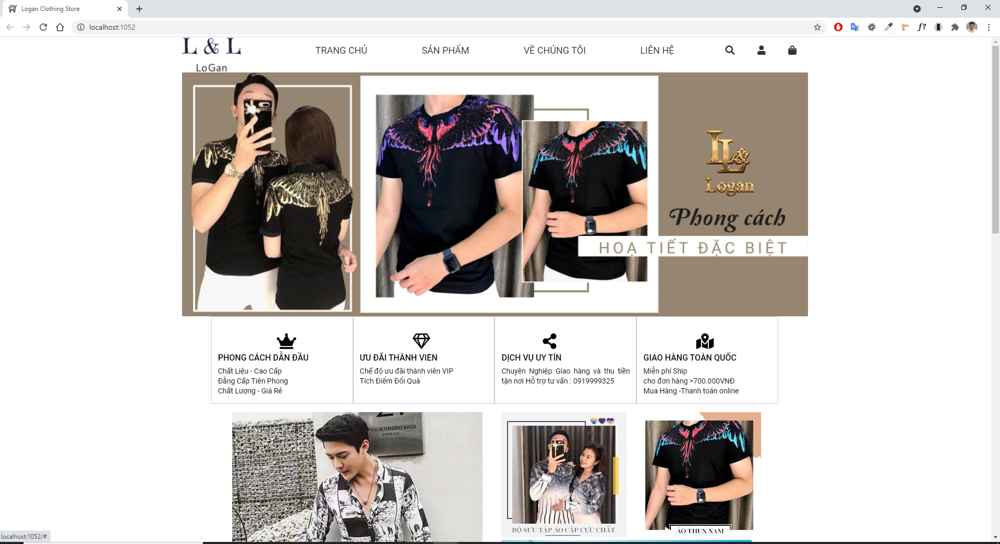 Logan Clothing Store
localhost:1052
L & L
LoGan
TRANG CHỦ
SẢN PHẨM
VỀ CHÚNG TÔI
LIÊN HỆ
L&L
Logan
Phong cách
HOẠ TIẾT ĐẶC BIỆT
PHONG CÁCH DẪN ĐẦU
Chất Liệu - Cao Cấp
Đẳng Cấp Tiên Phong
Chất Lượng - Giá Rẻ
ƯU ĐÃI THÀNH VIÊN
Chế độ ưu đãi thành viên VIP
Tích Điểm Đổi Quà
DỊCH VỤ UY TÍN
Chuyên Nghiệp Giao hàng và thu tiền
tận nơi Hỗ trợ tư vấn : 0919999325
GIAO HÀNG TOÀN QUỐC
Miễn phí Ship
cho đơn hàng >700.000VNĐ
Mua Hàng -Thanh toán online
PGUJEONGRO 60GIL
BỘ SƯU TẬP ÁO CẶP CỰC CHẤT
ÁO THUN NAM
localhost:1052/#